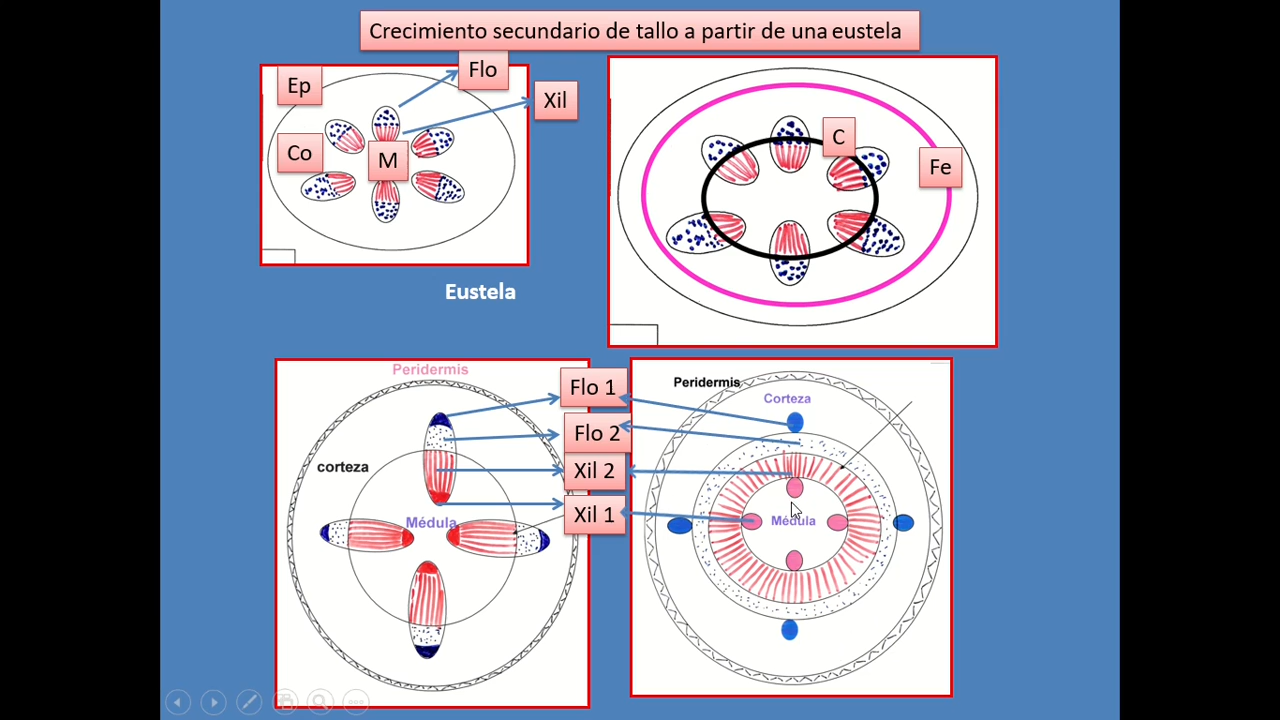 Crecimiento secundario de tallo a partir de una eustela
Ep
Flo
Xil
Co
M
C
Fe
Eustela
Peridermis
corteza
Médula
Flo 1
Flo 2
Xil 2
Xil 1
Peridermis
Corteza
Médula